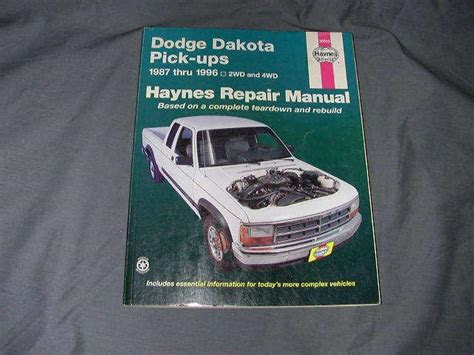 Dodge Dakota
Pick-ups
1987 thru 1996 □ 2WD and 4WD
Haynes
Haynes Repair Manual
Based on a complete teardown and rebuild
Includes essential information for today's more complex vehicles